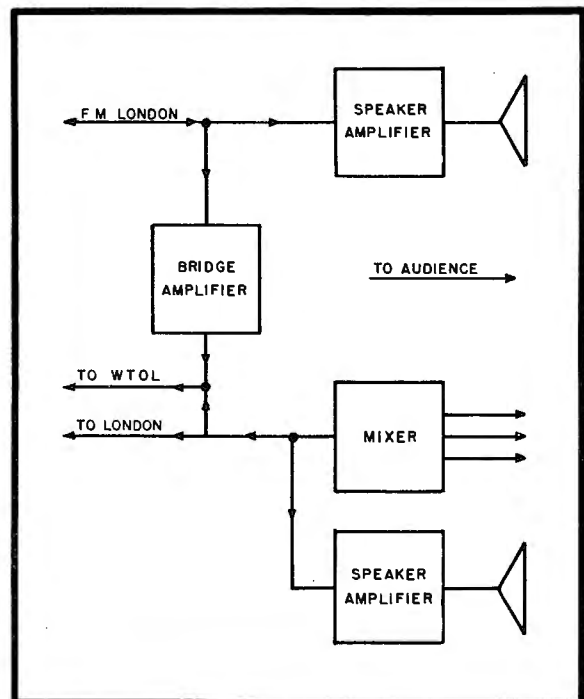 F M LONDON
SPEAKER
AMPLIFIER
BRIDGE
AMPLIFIER
TO AUDIENCE
TO WTOL
TO LONDON
MIXER
SPEAKER
AMPLIFIER